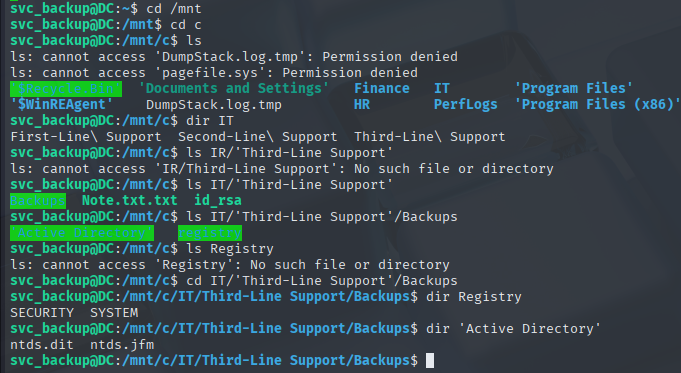 svc_backup@DC:~$ cd /mnt
svc_backup@DC:/mnt$ cd c
svc_backup@DC:/mnt/c$ ls
ls: cannot access 'DumpStack.log.tmp': Permission denied
ls: cannot access 'pagefile.sys': Permission denied
'$Recycle.Bin' 'Documents and Settings' Finance IT 'Program Files'
'$WinREAgent' DumpStack.log.tmp HR PerfLogs 'Program Files (x86)'
svc_backup@DC:/mnt/c$ dir IT
First-Line\ Support Second-Line\ Support Third-Line\ Support
svc_backup@DC:/mnt/c$ ls IR/'Third-Line Support'
ls: cannot access 'IR/Third-Line Support': No such file or directory
svc_backup@DC:/mnt/c$ ls IT/'Third-Line Support'
Backups Note.txt.txt id_rsa
svc_backup@DC:/mnt/c$ ls IT/'Third-Line Support'/Backups
'Active Directory' Registry
svc_backup@DC:/mnt/c$ ls Registry
ls: cannot access 'Registry': No such file or directory
svc_backup@DC:/mnt/c$ cd IT/'Third-Line Support'/Backups
svc_backup@DC:/mnt/c/IT/Third-Line Support/Backups$ dir Registry
SECURITY SYSTEM
svc_backup@DC:/mnt/c/IT/Third-Line Support/Backups$ dir 'Active Directory'
ntds.dit ntds.jfm
svc_backup@DC:/mnt/c/IT/Third-Line Support/Backups$